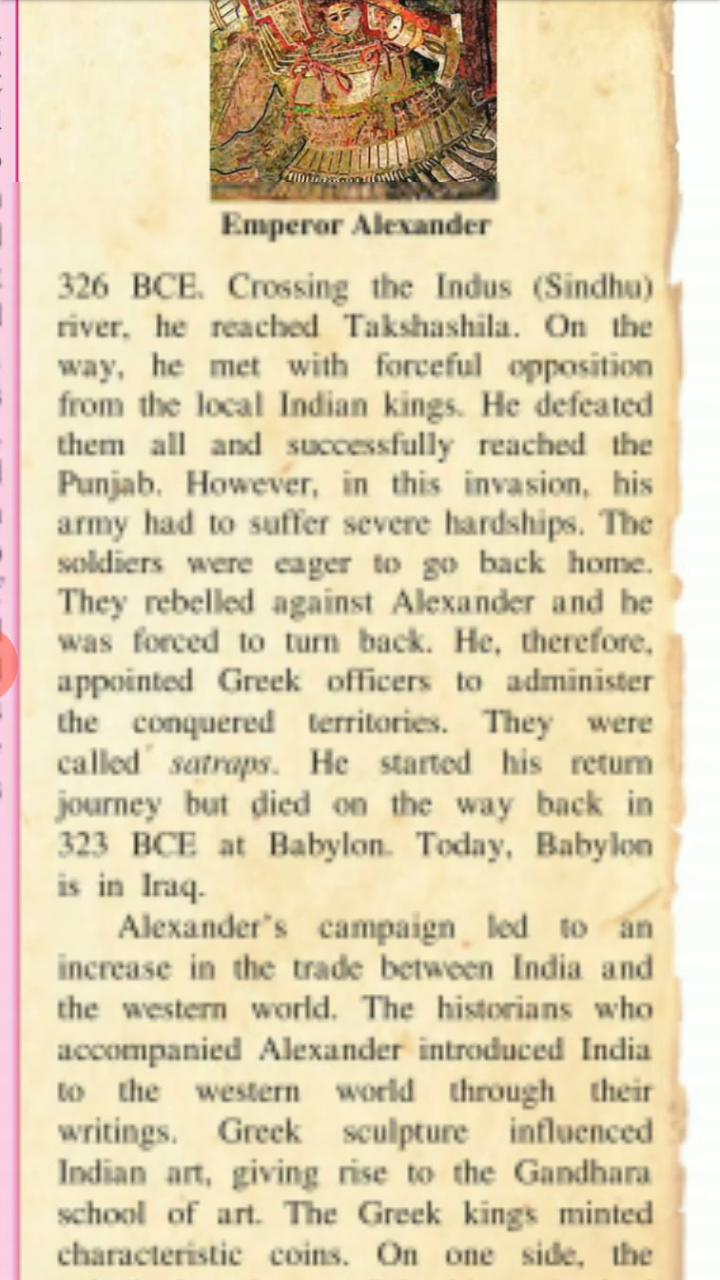 Emperor Alexander
326 BCE. Crossing the Indus (Sindhu)
river, he reached Takshashila. On the
way, he met with forceful opposition
from the local Indian kings. He defeated
them all and successfully reached the
Punjab. However, in this invasion, his
army had to suffer severe hardships. The
soldiers were eager to go back home.
They rebelled against Alexander and he
was forced to turn back. He, therefore,
appointed Greek officers to administer
the conquered territories. They were
called satraps. He started his return
journey but died on the way back in
323 BCE at Babylon. Today, Babylon
is in Iraq.
Alexander's campaign led to an
increase in the trade between India and
the western world. The historians who
accompanied Alexander introduced India
to the western world through their
writings. Greek sculpture influenced
Indian art, giving rise to the Gandhara
school of art. The Greek kings minted
characteristic coins. On one side, the